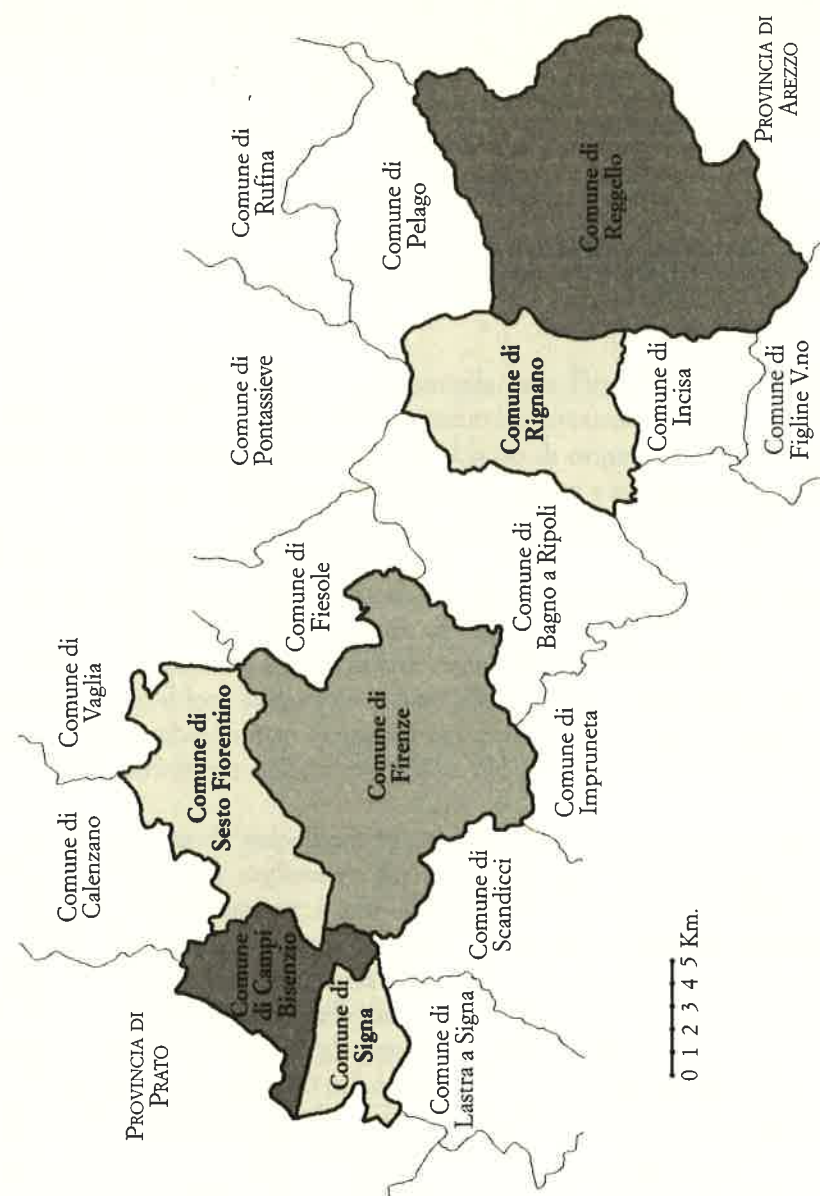 PROVINCIA DI
PRATO
Comune di
Calenzano
Comune di
Vaglia
Comune
di Campi
Bisenzio
Comune di
Sesto Fiorentino
Comune di
Signa
Comune di
Lastra a Signa
Comune di
Scandicci
Comune di
Firenze
Comune di
Fiesole
Comune di
Impruneta
Comune di
Bagno a Ripoli
Comune di
Pontassieve
Comune di
Rufina
Comune di
Pelago
Comune di
Rignano
Comune di
Incisa
Comune di
Figline V.no
Comune di
Reggello
PROVINCIA DI
AREZZO
0 1 2 3 4 5 Km.